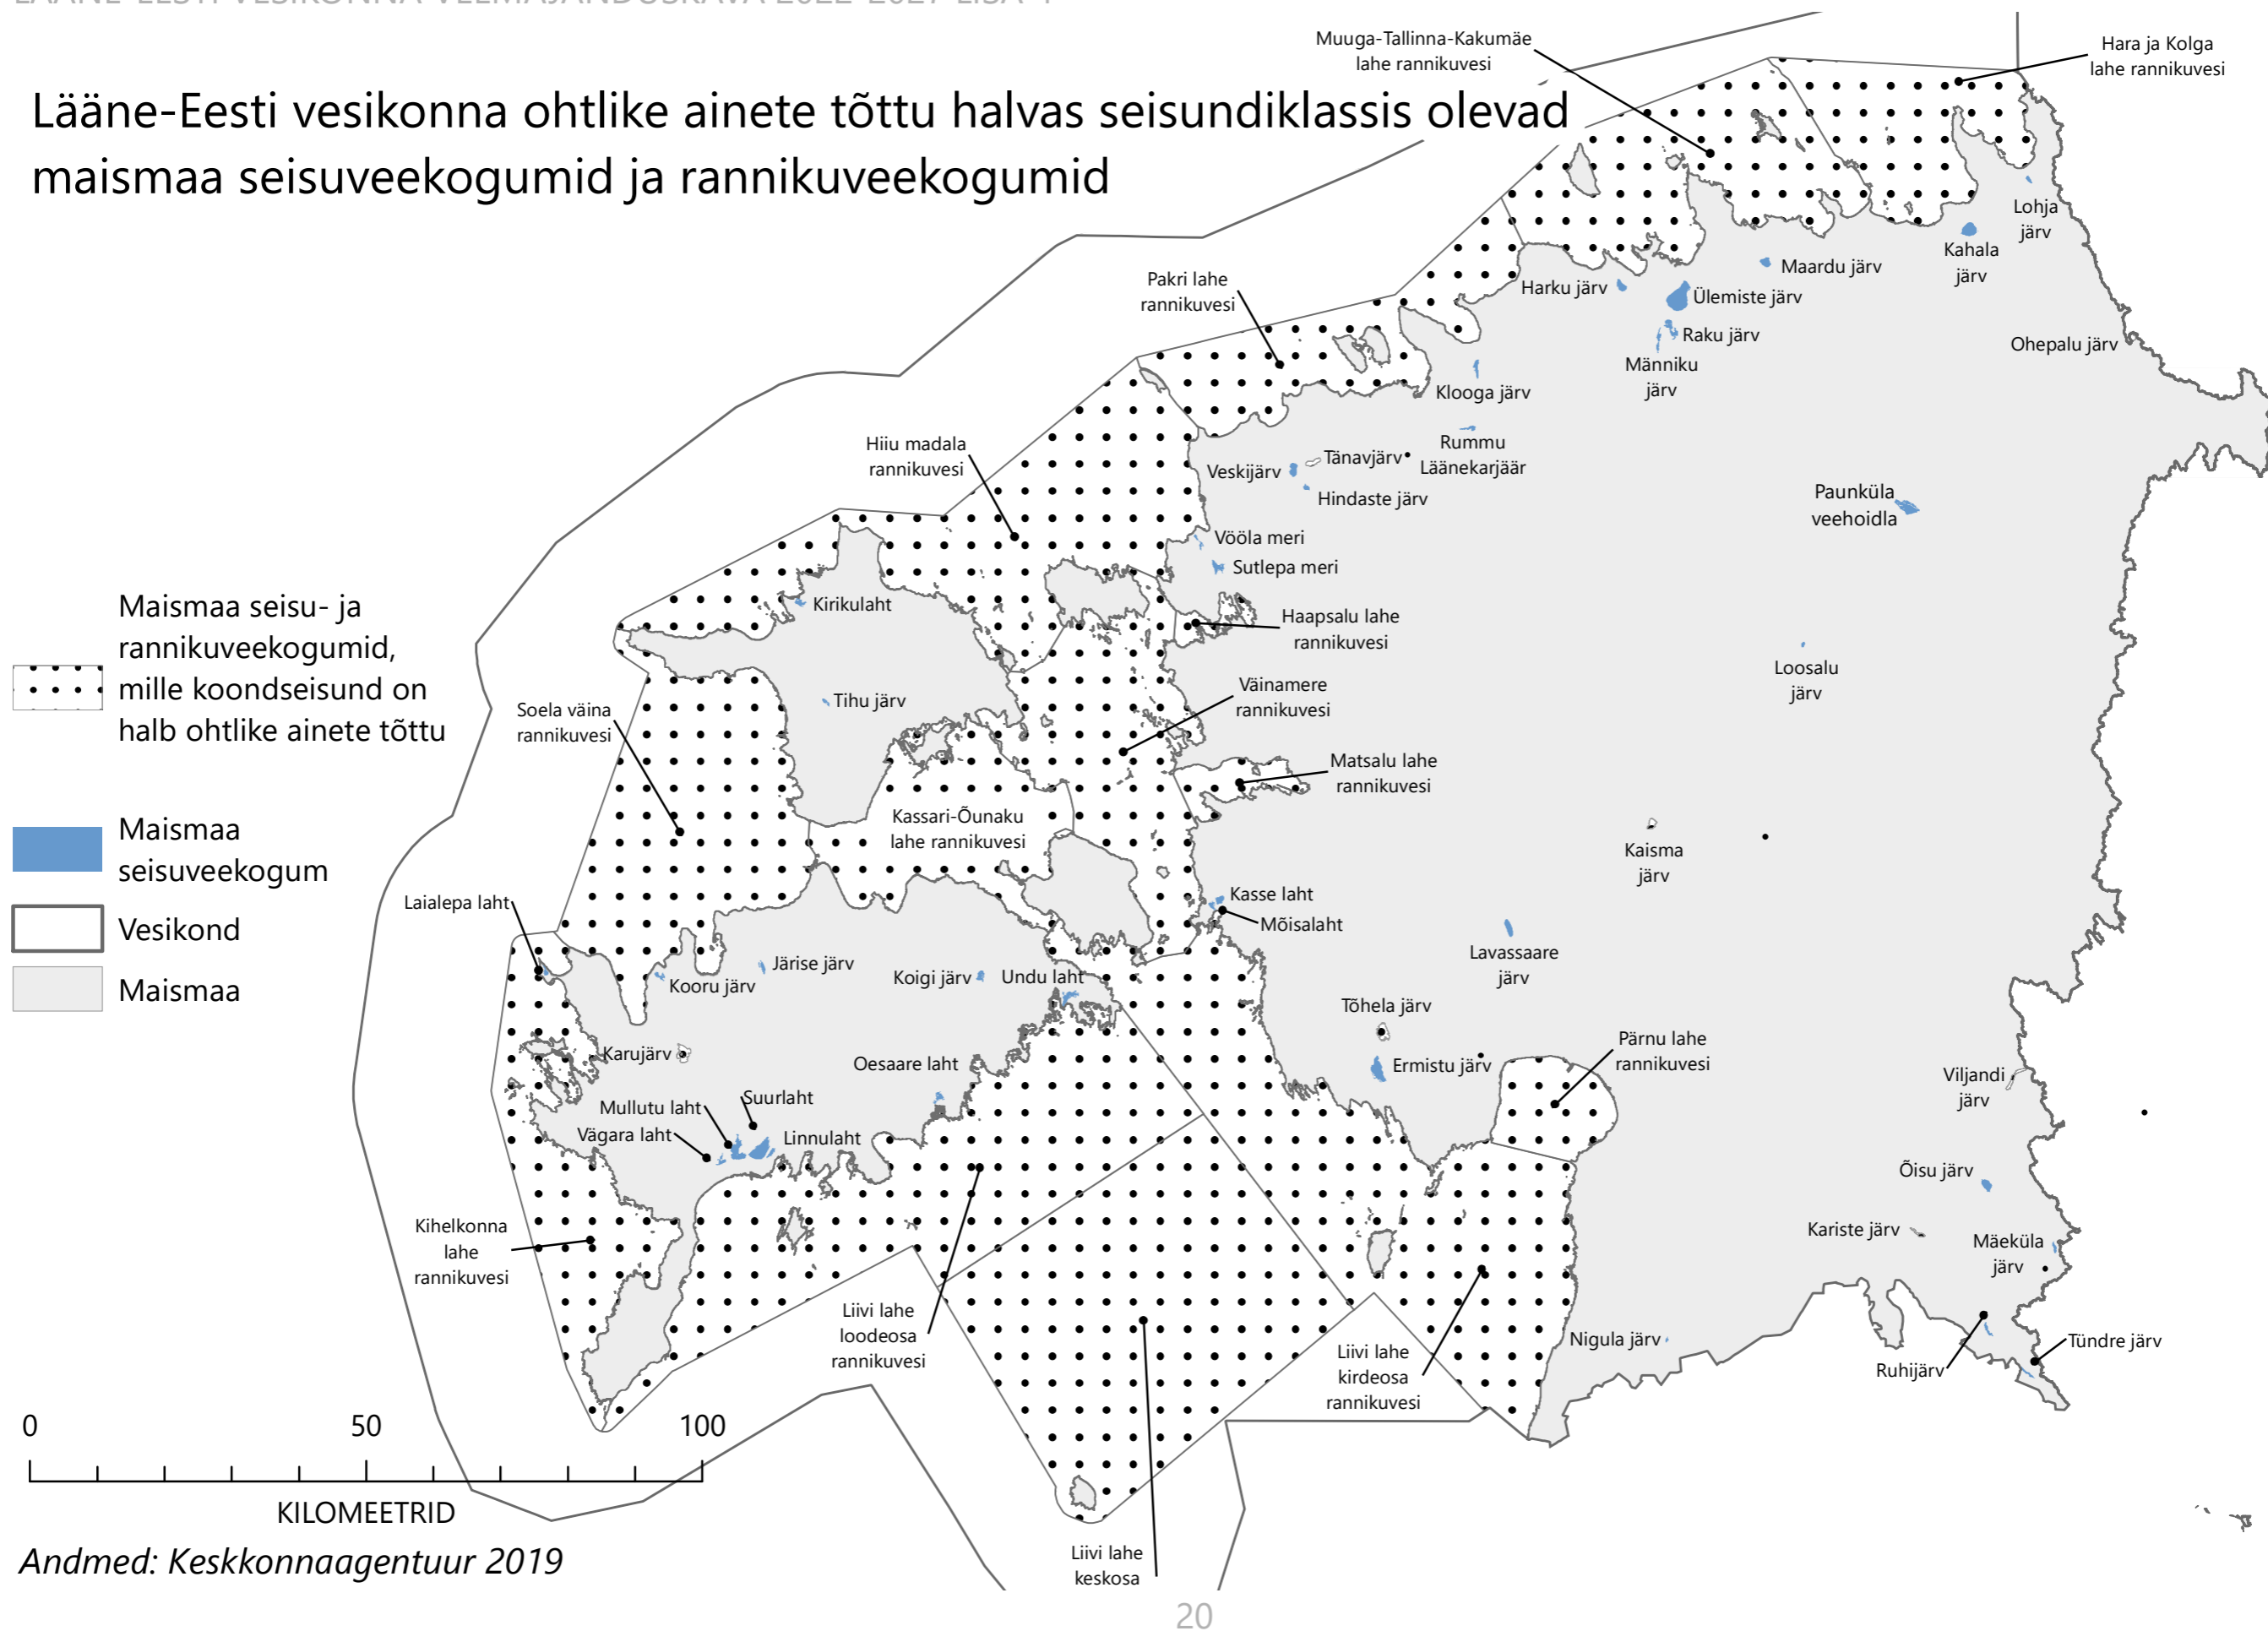 LÄÄNE-EESTI VESIKONNA VEEMAJANDUSKAVA 2022-2027 LISA 4
Lääne-Eesti vesikonna ohtlike ainete tõttu halvas seisundiklassis olevad
maismaa seisuveekogumid ja rannikuveekogumid
Muuga-Tallinna-Kakumäe
lahe rannikuvesi
Hara ja Kolga
lahe rannikuvesi
Lohja
järv
Kahala
järv
Maardu järv
Harku järv
Ülemiste järv
Raku järv
Männiku
järv
Ohepalu järv
Pakri lahe
rannikuvesi
Klooga järv
Rummu
Läänekarjäär
Hiiu madala
rannikuvesi
Veskijärv
Tänavjärv
Hindaste järv
Paunküla
veehoidla
Vööla meri
Sutlepa meri
Kirikulaht
Haapsalu lahe
rannikuvesi
Loosalu
järv
Soela väina
rannikuvesi
Tihu järv
Väinamere
rannikuvesi
Matsalu lahe
rannikuvesi
Kassari-Õunaku
lahe rannikuvesi
Kaisma
järv
Laialepa laht
Kasse laht
Mõisalaht
Lavassaare
järv
Kooru järv
Järise järv
Koigi järv
Undu laht
Tõhela järv
Pärnu lahe
rannikuvesi
Karujärv
Oesaare laht
Ermistu järv
Viljandi
järv
Mullutu laht
Suurlaht
Vägara laht
Linnulaht
Õisu järv
Kihelkonna
lahe
rannikuvesi
Kariste järv
Mäeküla
järv
Liivi lahe
loodeosa
rannikuvesi
Liivi lahe
kirdeosa
rannikuvesi
Nigula järv
Ruhijärv
Tündre järv
Liivi lahe
keskosa
Maismaa seisu- ja
rannikuveekogumid,
mille koondseisund on
halb ohtlike ainete tõttu
Maismaa
seisuveekogum
Vesikond
Maismaa
0 50 100
KILOMEETRID
Andmed: Keskkonnaagentuur 2019
20